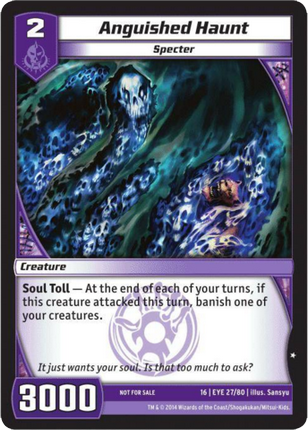 2
Anguished Haunt
Specter
Creature
Soul Toll — At the end of each of your turns, if
this creature attacked this turn, banish one of
your creatures.
It just wants your soul. Is that too much to ask?
3000
NOT FOR SALE
16 | EYE 27/80 | illus. Sansyu
TM & © 2014 Wizards of the Coast/Shogakukan/Mitsui-Kids.